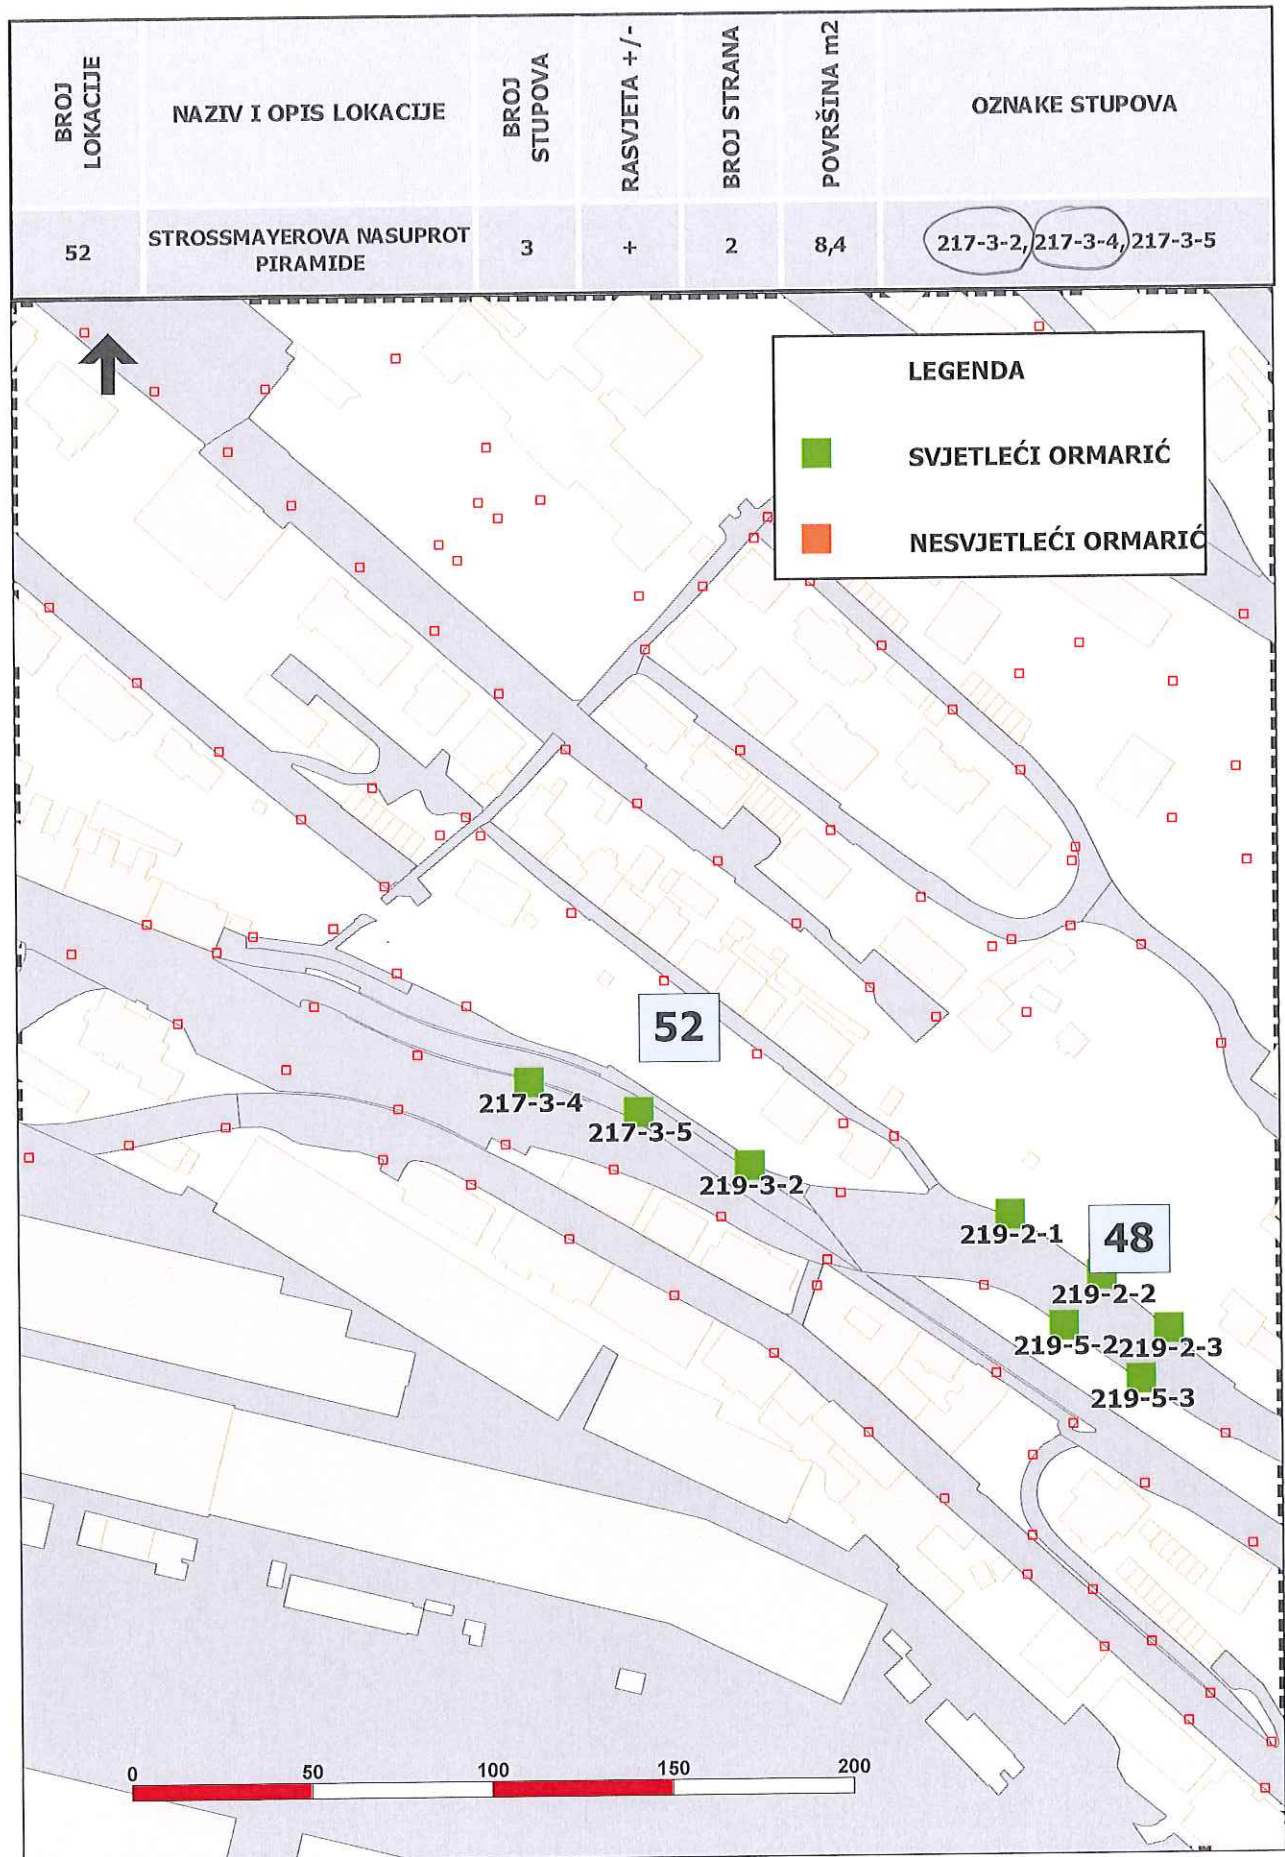 BROJ LOKACIJE
NAZIV I OPIS LOKACIJE
BROJ STUPOVA
RASVJETA +/-
BROJ STRANA
POVRŠINA m2
OZNAKE STUPOVA
52
STROSSMAYEROVA NASUPROT
PIRAMIDE
3
+
2
8,4
217-3-2, 217-3-4, 217-3-5
LEGENDA
SVJETLEĆI ORMARIĆ
NESVJETLEĆI ORMARIĆ
52
217-3-4
217-3-5
219-3-2
219-2-1
48
219-2-2
219-5-2
219-2-3
219-5-3
0
50
100
150
200